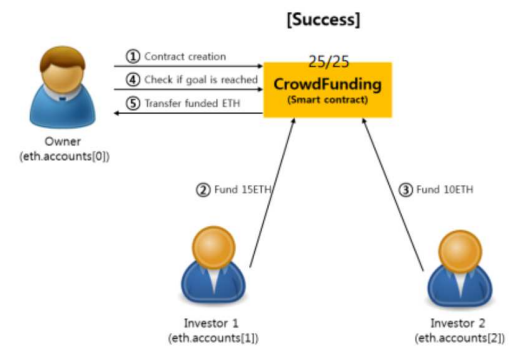 [Success]
① Contract creation
④ Check if goal is reached
⑤ Transfer funded ETH
25/25
CrowdFunding
(Smart contract)
Owner
(eth.accounts[0])
② Fund 15ETH
③ Fund 10ETH
Investor 1
(eth.accounts[1])
Investor 2
(eth.accounts[2])